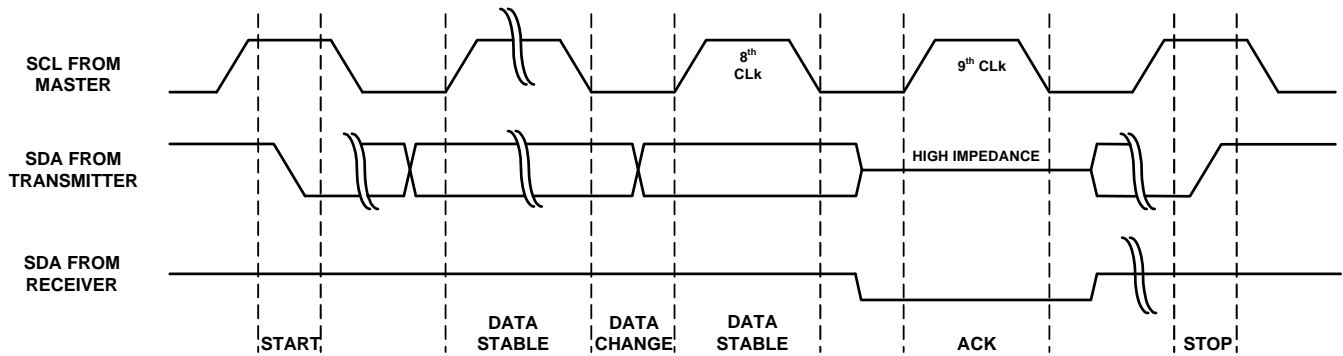 SCL FROM
MASTER
8th
CLk
9th CLk
SDA FROM
TRANSMITTER
HIGH IMPEDANCE
SDA FROM
RECEIVER
START
DATA
STABLE
DATA
CHANGE
DATA
STABLE
ACK
STOP